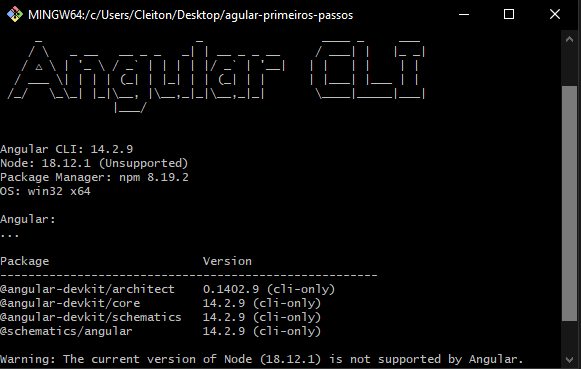 MINGW64:/c/Users/Cleiton/Desktop/agular-primeiros-passos
Angular CLI
Angular CLI: 14.2.9
Node: 18.12.1 (Unsupported)
Package Manager: npm 8.19.2
OS: win32 x64
Angular:
...
Package Version
------------------------------------------------------
@angular-devkit/architect 0.1402.9 (cli-only)
@angular-devkit/core 14.2.9 (cli-only)
@angular-devkit/schematics 14.2.9 (cli-only)
@schematics/angular 14.2.9 (cli-only)
Warning: The current version of Node (18.12.1) is not supported by Angular.